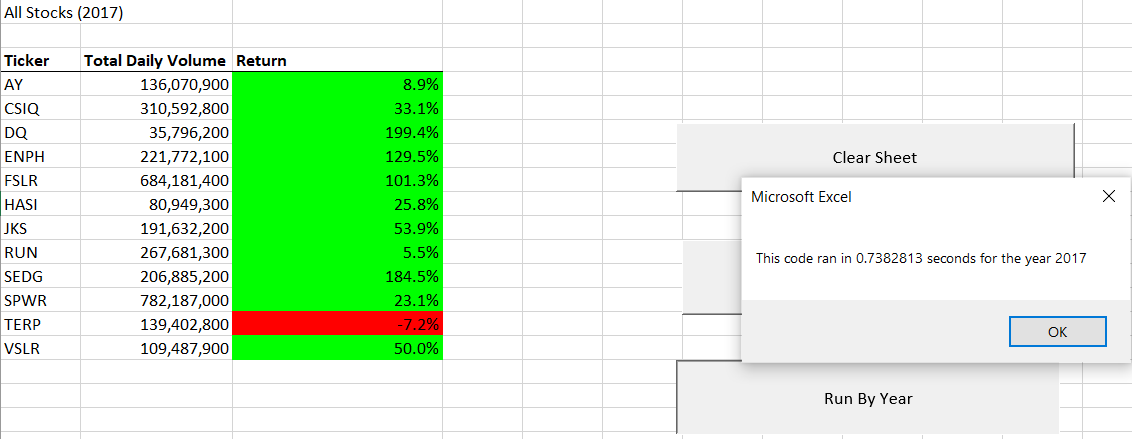 All Stocks (2017)
Ticker Total Daily Volume Return
AY 136,070,900 8.9%
CSIQ 310,592,800 33.1%
DQ 35,796,200 199.4%
ENPH 221,772,100 129.5%
FSLR 684,181,400 101.3%
HASI 80,949,300 25.8%
JKS 191,632,200 53.9%
RUN 267,681,300 5.5%
SEDG 206,885,200 184.5%
SPWR 782,187,000 23.1%
TERP 139,402,800 -7.2%
VSLR 109,487,900 50.0%
Clear Sheet
Microsoft Excel
This code ran in 0.7382813 seconds for the year 2017
OK
Run By Year